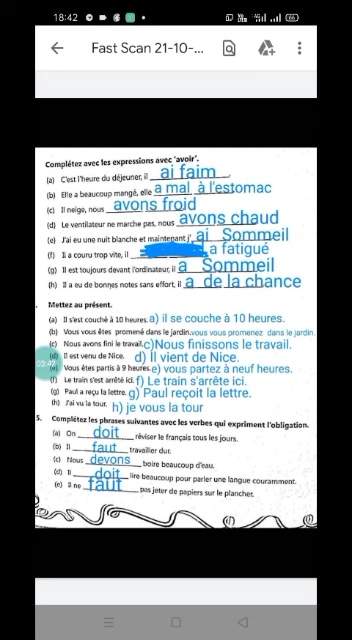 18:42
66
Fast Scan 21-10-...
Complétez avec les expressions avec 'avoir'.
(a) C'est l'heure du déjeuner, il ai faim.
(b) Elle a beaucoup mangé, elle a mal à l'estomac
(c) Il neige, nous avons froid
(d) Le ventilateur ne marche pas, nous avons chaud
(e) J'ai eu une nuit blanche et maintenant j' ai Sommeil
(f) Il a couru trop vite, il a fatigué
(g) Il est toujours devant l'ordinateur, il a Sommeil
(h) Il a eu de bonnes notes sans effort, il a de la chance
Mettez au présent.
(a) Il s'est couché à 10 heures. a) il se couche à 10 heures.
(b) Vous vous êtes promené dans le jardin. vous vous promenez dans le jardin.
(c) Nous avons fini le travail. c)Nous finissons le travail.
(d) Il est venu de Nice. d) Il vient de Nice.
03:42
Vous êtes partis à 9 heures. e) vous partez à neuf heures.
(f) Le train s'est arrêté ici. f) Le train s'arrête ici.
(g) Paul a reçu la lettre. g) Paul reçoit la lettre.
(h) J'ai vu la tour. h) je vous la tour
5. Complétez les phrases suivantes avec les verbes qui expriment l'obligation.
(a) On doit réviser le français tous les jours.
(b) Il faut travailler dur.
(c) Nous devons boire beaucoup d'eau.
(d) Il doit lire beaucoup pour parler une langue couramment.
(e) Il ne faut pas jeter de papiers sur le plancher.